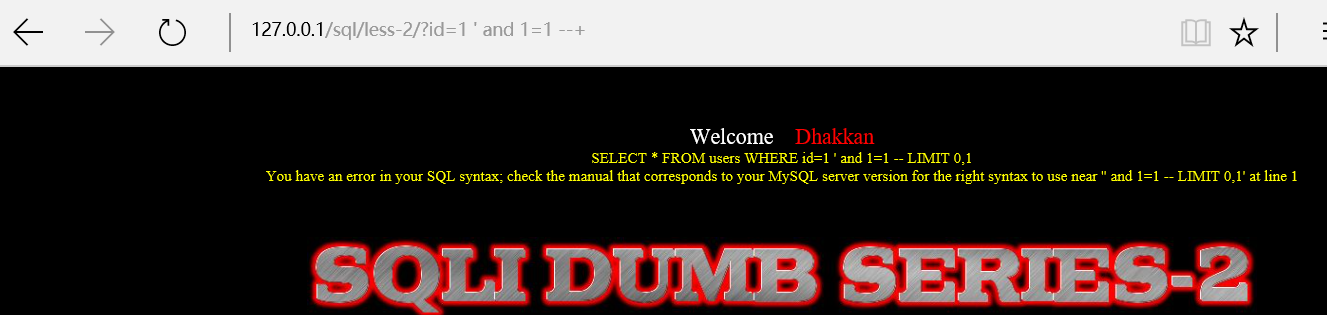 127.0.0.1/sql/less-2/?id=1 ' and 1=1 --+
Welcome    Dhakkan
SELECT * FROM users WHERE id=1 ' and 1=1 -- LIMIT 0,1
You have an error in your SQL syntax; check the manual that corresponds to your MySQL server version for the right syntax to use near '' and 1=1 -- LIMIT 0,1' at line 1
SQLI DUMB SERIES-2